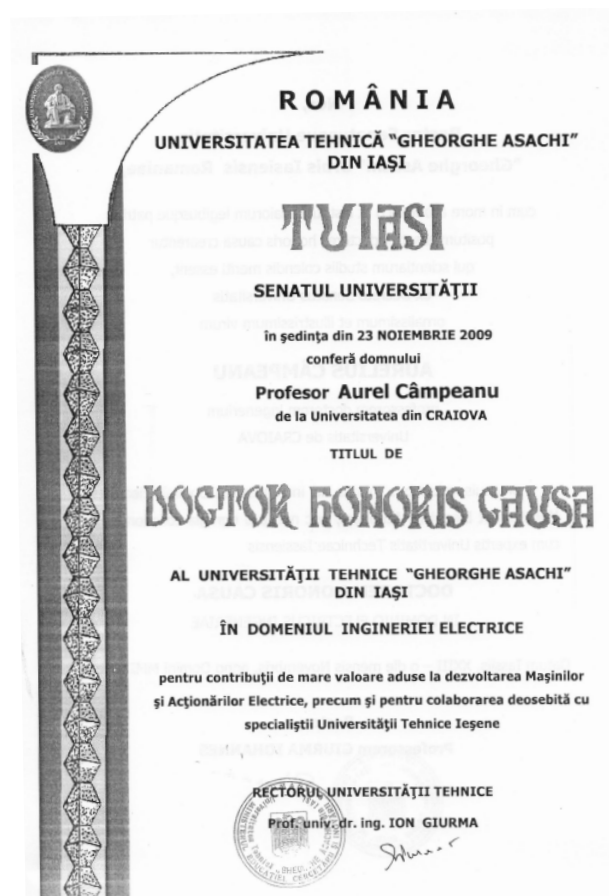 ROMÂNIA
UNIVERSITATEA TEHNICĂ “GHEORGHE ASACHI”
DIN IAŞI
TUIASI
SENATUL UNIVERSITĂŢII
în şedinţa din 23 NOIEMBRIE 2009
conferă domnului
Profesor Aurel Câmpeanu
de la Universitatea din CRAIOVA
TITLUL DE
DOCTOR HONORIS CAUSA
AL UNIVERSITĂŢII TEHNICE “GHEORGHE ASACHI”
DIN IAŞI
ÎN DOMENIUL INGINERIEI ELECTRICE
pentru contribuţii de mare valoare aduse la dezvoltarea Maşinilor
şi Acţionărilor Electrice, precum şi pentru colaborarea deosebită cu
specialiştii Universităţii Tehnice Ieşene
RECTORUL UNIVERSITĂŢII TEHNICE
Prof. univ. dr. ing. ION GIURMA